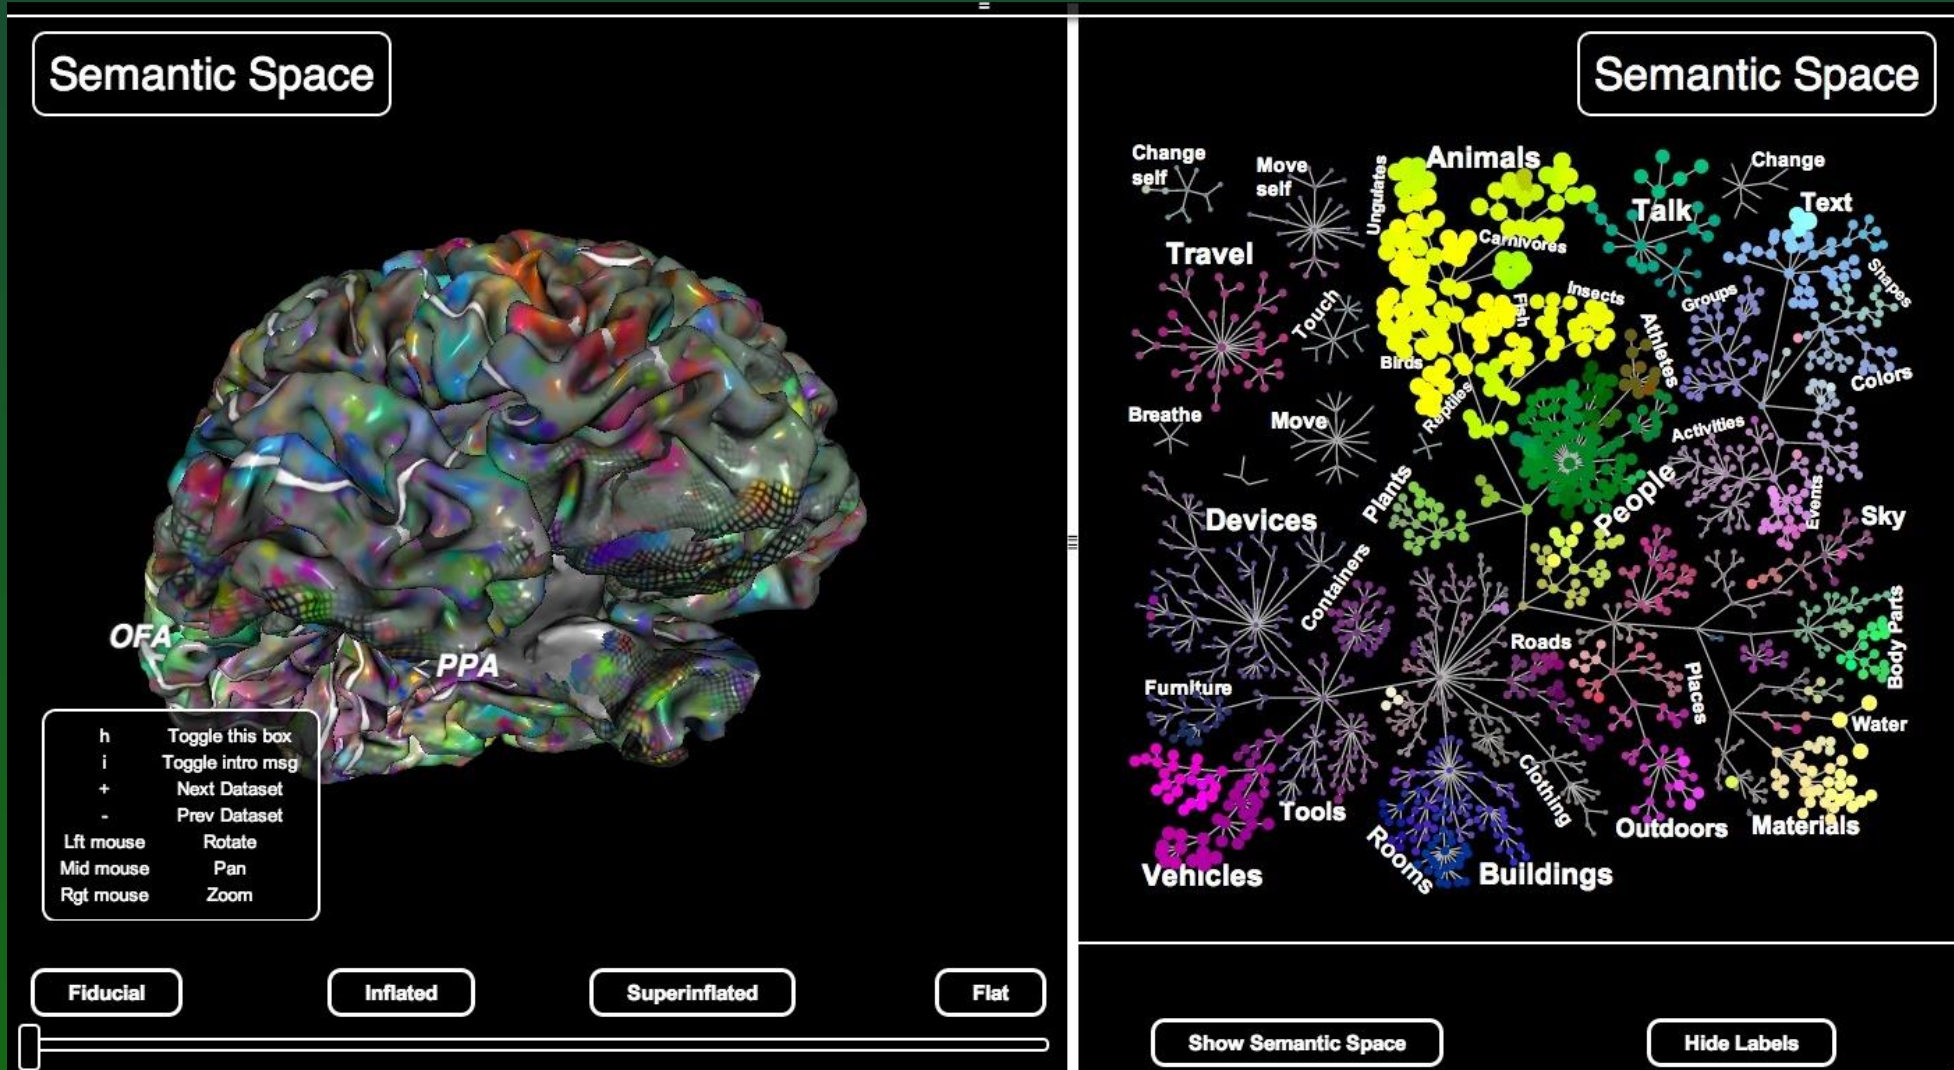 Semantic Space
OFA
PPA
h Toggle this box
i Toggle intro msg
+ Next Dataset
- Prev Dataset
Lft mouse Rotate
Mid mouse Pan
Rgt mouse Zoom
Fiducial
Inflated
Superinflated
Flat
Semantic Space
Change
self
Move
self
Ungulates
Animals
Carnivores
Talk
Change
Text
Shapes
Travel
Touch
Fish
Insects
Groups
Athletes
Birds
Reptiles
Colors
Breathe
Move
Activities
Plants
People
Events
Sky
Devices
Containers
Roads
Body Parts
Furniture
Places
Water
Clothing
Tools
Outdoors
Materials
Vehicles
Rooms
Buildings
Show Semantic Space
Hide Labels